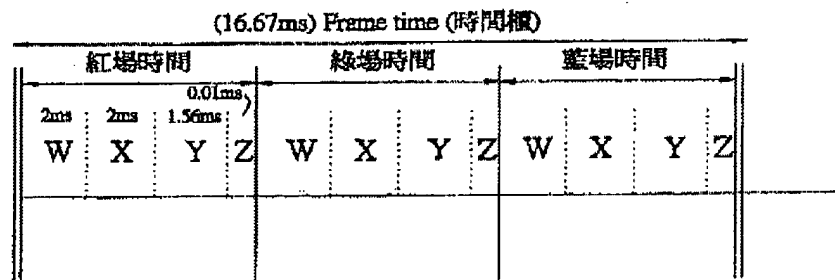 (16.67ms) Frame time (時間櫃)
紅場時間 綠場時間 藍場時間
0.01ms
2ms 2ms 1.56ms
W X Y Z W X Y Z W X Y Z